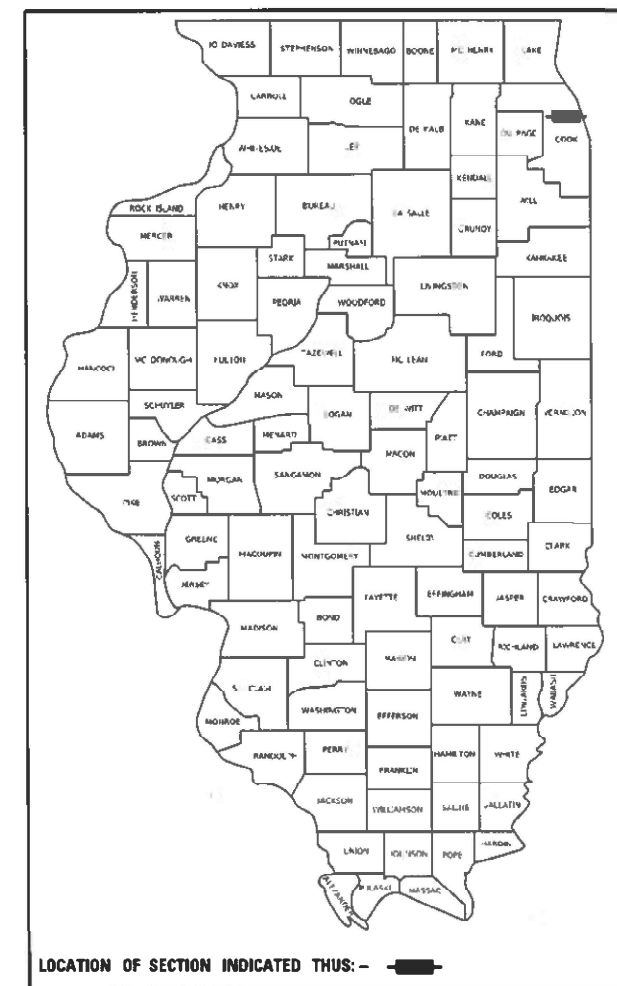 JO DAVIESS STEPHENSON WINNEBAGO BOONE MC HENRY LAKE
CARROLL OGLE DE KALB KANE DU PAGE COOK
WHITESIDE LEE
KENDALL WILL
ROCK ISLAND HENRY BUREAU LA SALLE GRUNDY
MERCER PUTNAM
STARK MARSHALL KANKAKEE
HENDERSON WARREN KNOX PEORIA WOODFORD LIVINGSTON IROQUOIS
HANCOCK MC DONOUGH FULTON TAZEWELL MC LEAN FORD
SCHUYLER MASON LOGAN DE WITT CHAMPAIGN VERMILION
ADAMS BROWN CASS MENARD MACON PIATT
PIKE SCOTT MORGAN SANGAMON MOULTRIE DOUGLAS EDGAR
CHRISTIAN COLES
CALHOUN GREENE MACOUPIN MONTGOMERY SHELBY CUMBERLAND CLARK
JERSEY FAYETTE EFFINGHAM JASPER CRAWFORD
MADISON BOND CLAY RICHLAND LAWRENCE
CLINTON MARION
ST CLAIR WASHINGTON JEFFERSON WAYNE EDWARDS WABASH
MONROE RANDOLPH PERRY HAMILTON WHITE
FRANKLIN
JACKSON WILLIAMSON SALINE GALLATIN
UNION JOHNSON POPE HARDIN
ALEXANDER PULASKI MASSAC
LOCATION OF SECTION INDICATED THUS: -